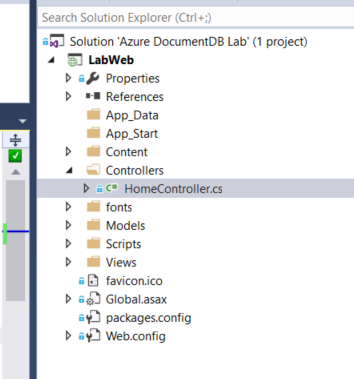 Search Solution Explorer (Ctrl+;)
Solution 'Azure DocumentDB Lab' (1 project)
LabWeb
Properties
References
App_Data
App_Start
Content
Controllers
C# HomeController.cs
fonts
Models
Scripts
Views
favicon.ico
Global.asax
packages.config
Web.config